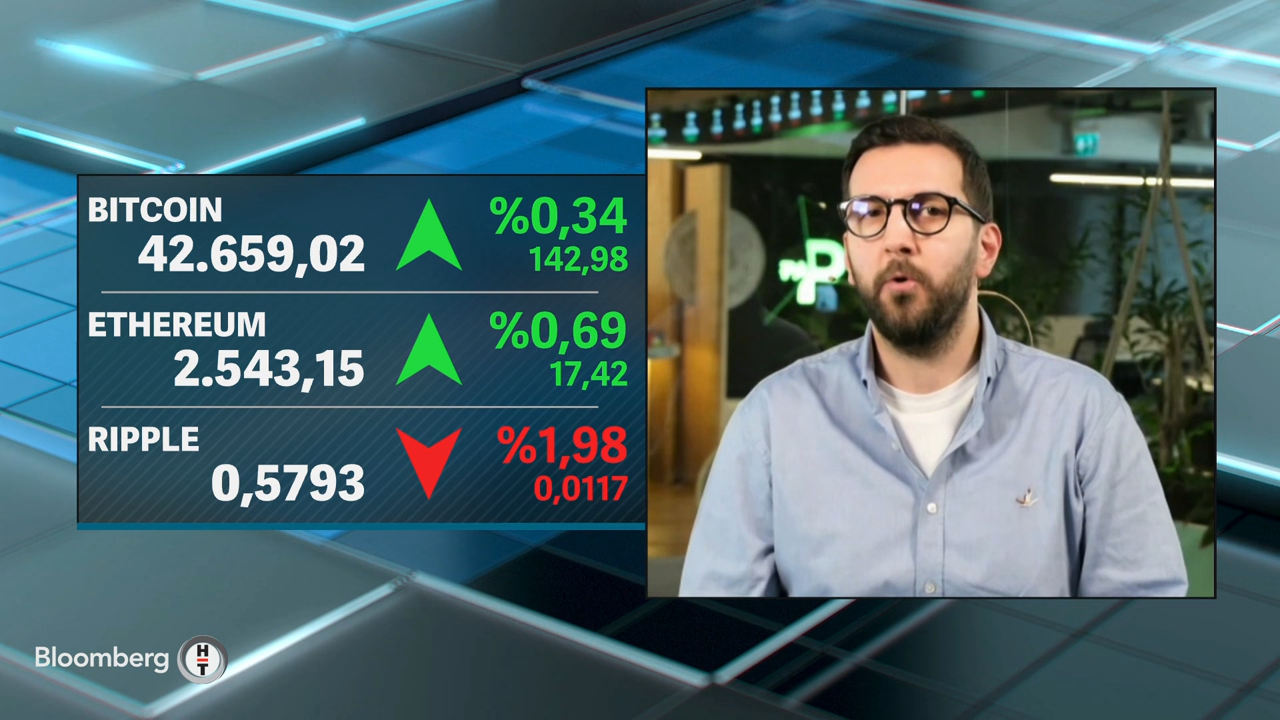 BITCOIN
42.659,02
%0,34
142,98
ETHEREUM
2.543,15
%0,69
17,42
RIPPLE
0,5793
%1,98
0,0117
Bloomberg HT